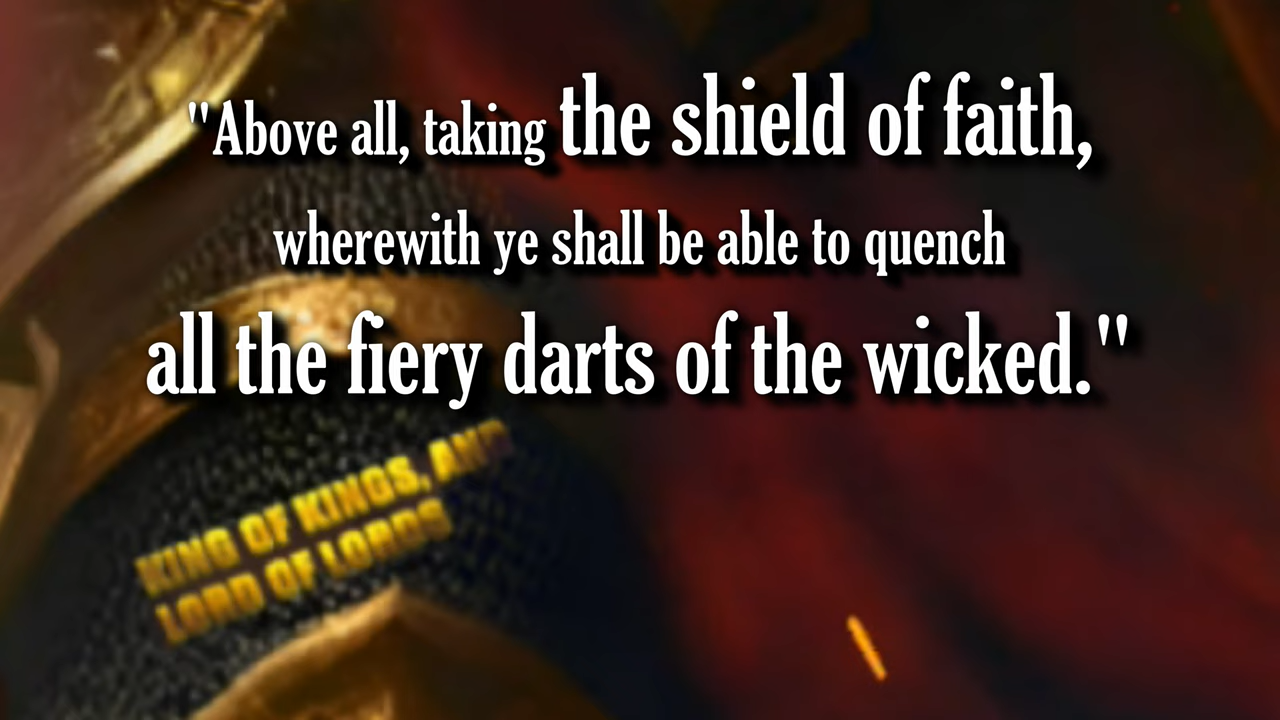 "Above all, taking the shield of faith,
wherewith ye shall be able to quench
all the fiery darts of the wicked."
KING OF KINGS, AND
LORD OF LORDS